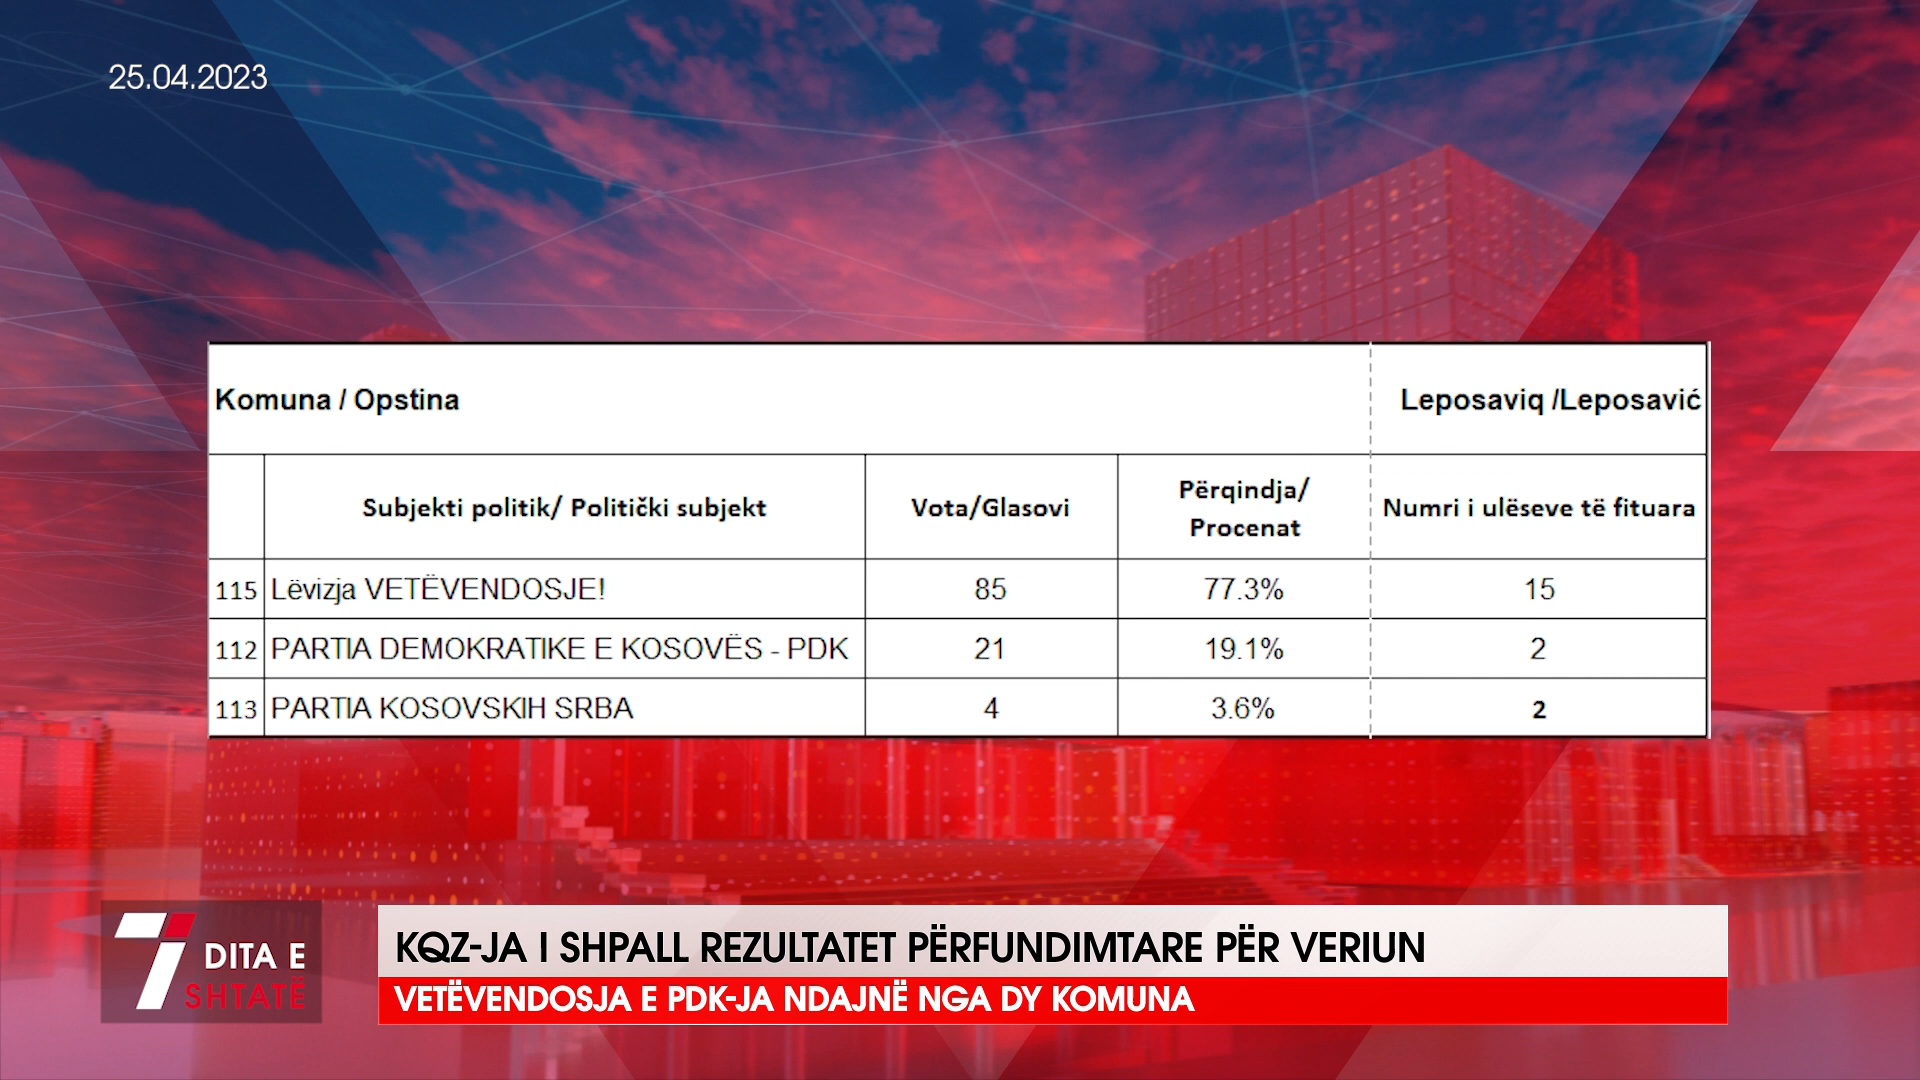 25.04.2023
Komuna / Opstina
Leposaviq /Leposavić
Subjekti politik/ Politički subjekt
Vota/Glasovi
Përqindja/
Procenat
Numri i ulëseve të fituara
115 Lëvizja VETËVENDOSJE! 85 77.3% 15
112 PARTIA DEMOKRATIKE E KOSOVËS - PDK 21 19.1% 2
113 PARTIA KOSOVSKIH SRBA 4 3.6% 2
7 DITA E
SHTATË
KQZ-JA I SHPALL REZULTATET PËRFUNDIMTARE PËR VERIUN
VETËVENDOSJA E PDK-JA NDAJNË NGA DY KOMUNA